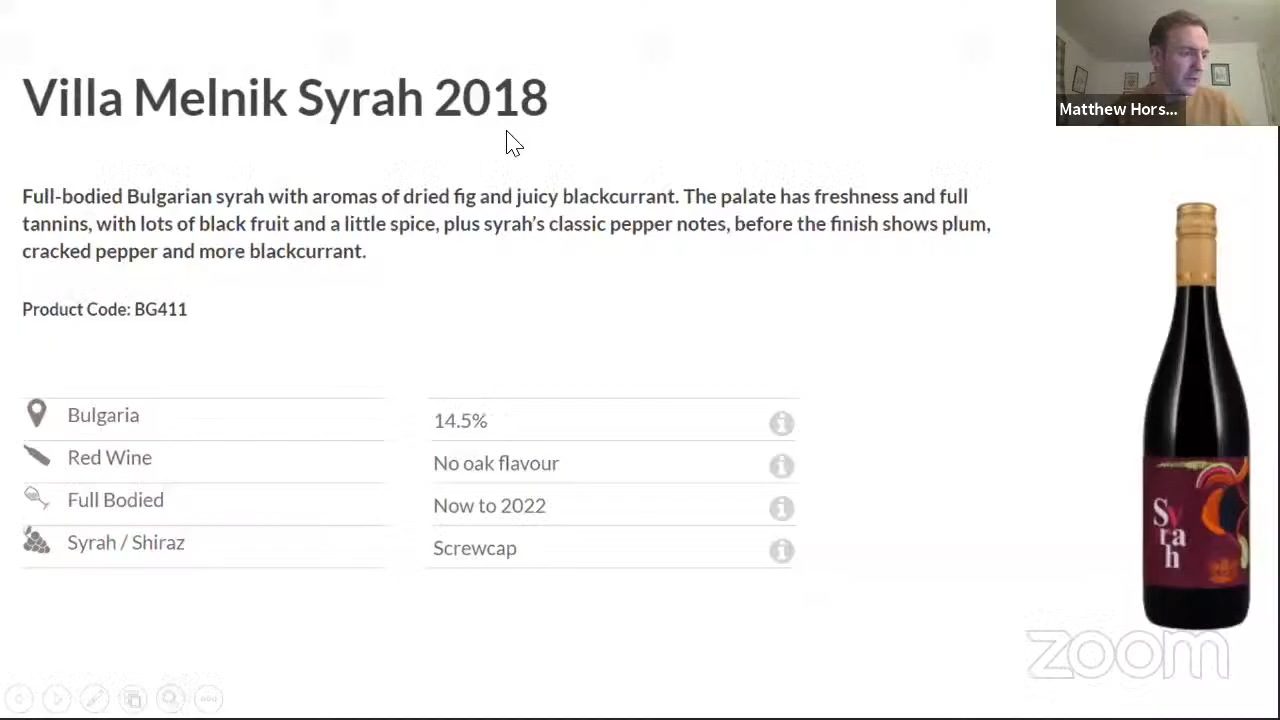 Villa Melnik Syrah 2018
Matthew Hors...
Full-bodied Bulgarian syrah with aromas of dried fig and juicy blackcurrant. The palate has freshness and full
tannins, with lots of black fruit and a little spice, plus syrah’s classic pepper notes, before the finish shows plum,
cracked pepper and more blackcurrant.
Product Code: BG411
Bulgaria
Red Wine
Full Bodied
Syrah / Shiraz
14.5%
No oak flavour
Now to 2022
Screwcap
Sy
ra
h
zoom